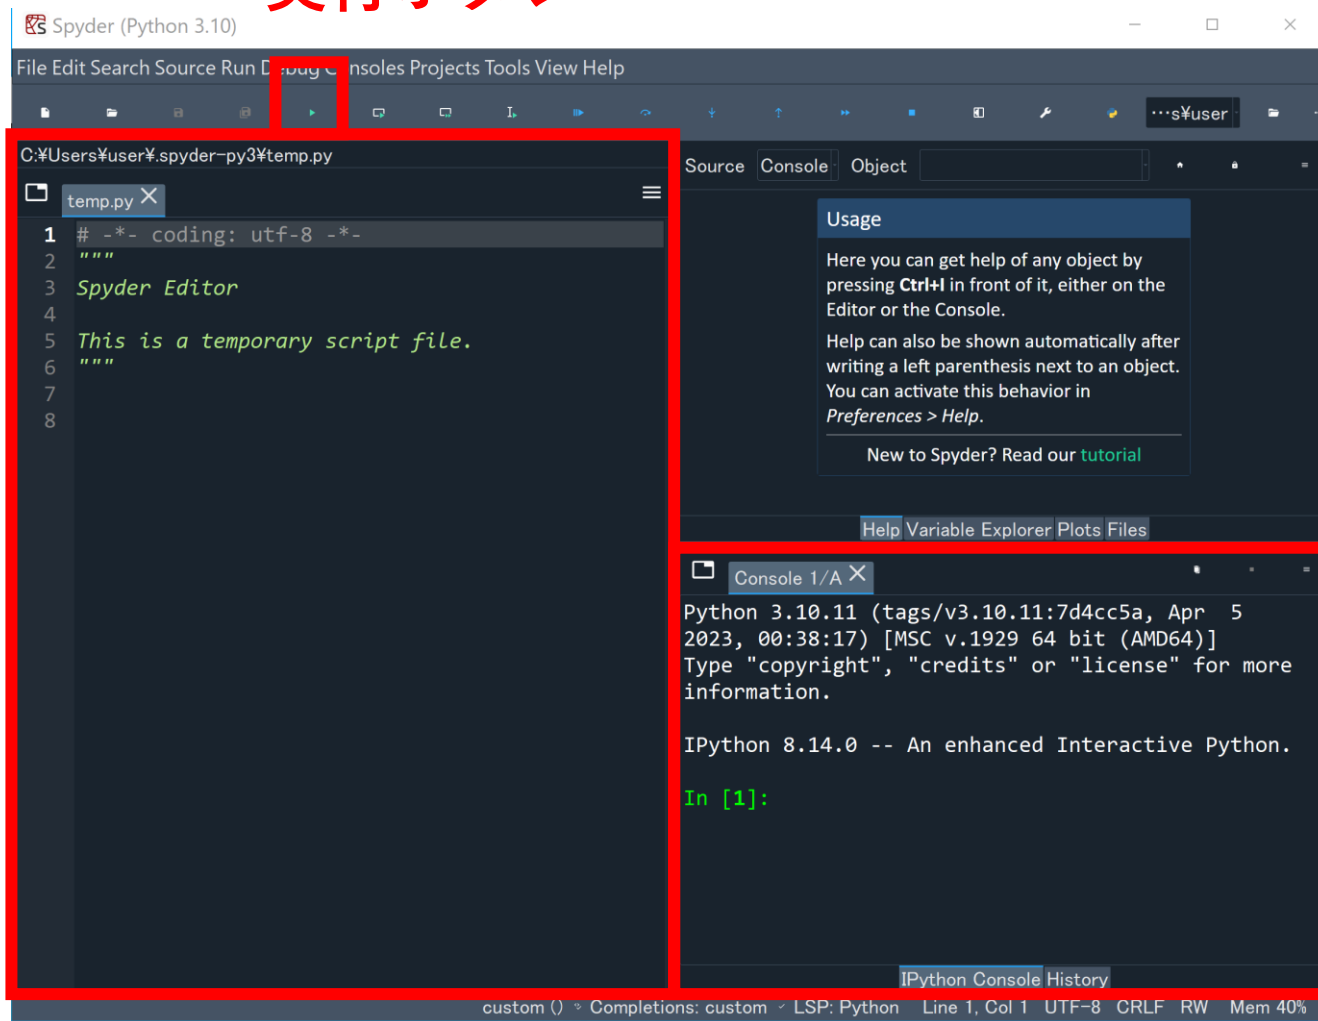 実行ボタン
Spyder (Python 3.10)
File Edit Search Source Run Debug Consoles Projects Tools View Help
…s¥user
C:¥Users¥user¥.spyder-py3¥temp.py
temp.py
1 # -*- coding: utf-8 -*-
2 """
3 Spyder Editor
4
5 This is a temporary script file.
6 """
7
8
Source Console Object
Usage
Here you can get help of any object by
pressing Ctrl+I in front of it, either on the
Editor or the Console.
Help can also be shown automatically after
writing a left parenthesis next to an object.
You can activate this behavior in
Preferences > Help.
New to Spyder? Read our tutorial
Help Variable Explorer Plots Files
Console 1/A
Python 3.10.11 (tags/v3.10.11:7d4cc5a, Apr 5
2023, 00:38:17) [MSC v.1929 64 bit (AMD64)]
Type "copyright", "credits" or "license" for more
information.
IPython 8.14.0 -- An enhanced Interactive Python.
In [1]:
IPython Console History
custom () Completions: custom LSP: Python Line 1, Col 1 UTF-8 CRLF RW Mem 40%